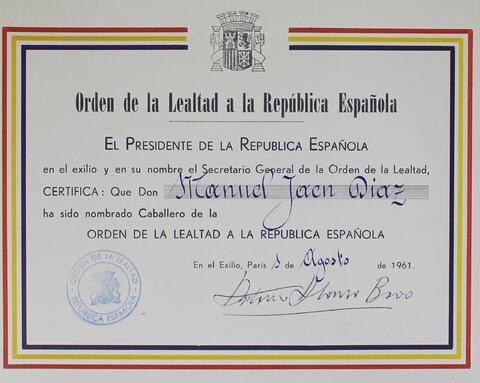 Orden de la Lealtad a la República Española
EL PRESIDENTE DE LA REPUBLICA ESPAÑOLA
en el exilio y en su nombre el Secretario General de la Orden de la Lealtad,
CERTIFICA: Que Don Manuel Jaen Diaz
ha sido nombrado Caballero de la
ORDEN DE LA LEALTAD A LA REPUBLICA ESPAÑOLA
En el Exilio, París 1 de Agosto de 1961.
ORDEN DE LA LEALTAD
REPUBLICA ESPAÑOLA